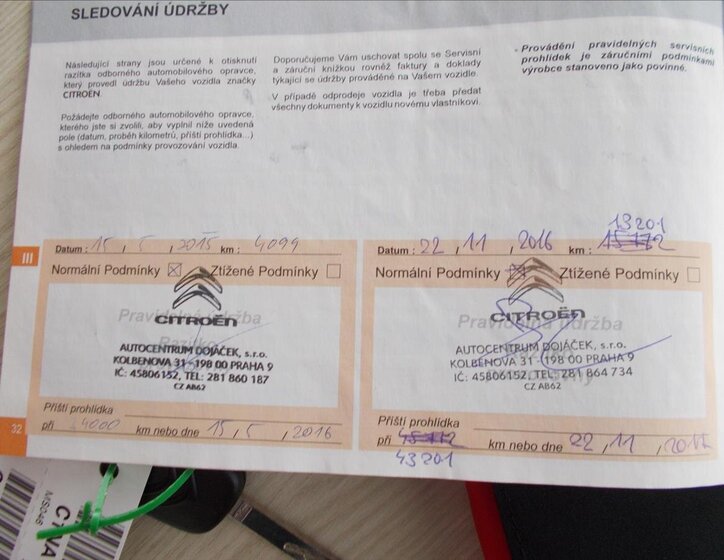 SLEDOVÁNÍ ÚDRŽBY
Následující strany jsou určené k otisknutí
razítka odborného automobilového opravce,
který provedl údržbu Vašeho vozidla značky
CITROËN.
Požádejte odborného automobilového opravce,
kterého jste si zvolili, aby vyplnil níže uvedená
pole (datum, proběh kilometrů, příští prohlídka...)
s ohledem na podmínky provozování vozidla.
Doporučujeme Vám uschovat spolu se Servisní
a záruční knížkou rovněž faktury a doklady
týkající se údržby prováděné na Vašem vozidle.
V případě odprodeje vozidla je třeba předat
všechny dokumenty k vozidlu novému vlastníkovi.
- Provádění pravidelných servisních
prohlídek je záručními podmínkami
výrobce stanoveno jako povinné.
III
Datum : 15 , 5 , 2015 km : 4099
Normální Podmínky Ztížené Podmínky
Pravidelná údržba
CITROËN
AUTOCENTRUM DOJÁČEK, s.r.o.
KOLBENOVA 31 198 00 PRAHA 9
IČ: 45806152, TEL: 281 860 187
CZ AB62
Příští prohlídka
při 24000 km nebo dne 15 , 5 , 2016
32
13201
Datum : 22 , 11 , 2016 km : 15172
Normální Podmínky Ztížené Podmínky
Pravidelná údržba
CITROËN
AUTOCENTRUM DOJÁČEK, s.r.o.
KOLBENOVA 31 198 00 PRAHA 9
IČ: 45806152, TEL: 281 864 734
CZ AB62
Příští prohlídka
při 45172 km nebo dne 22 , 11 , 2017
43201